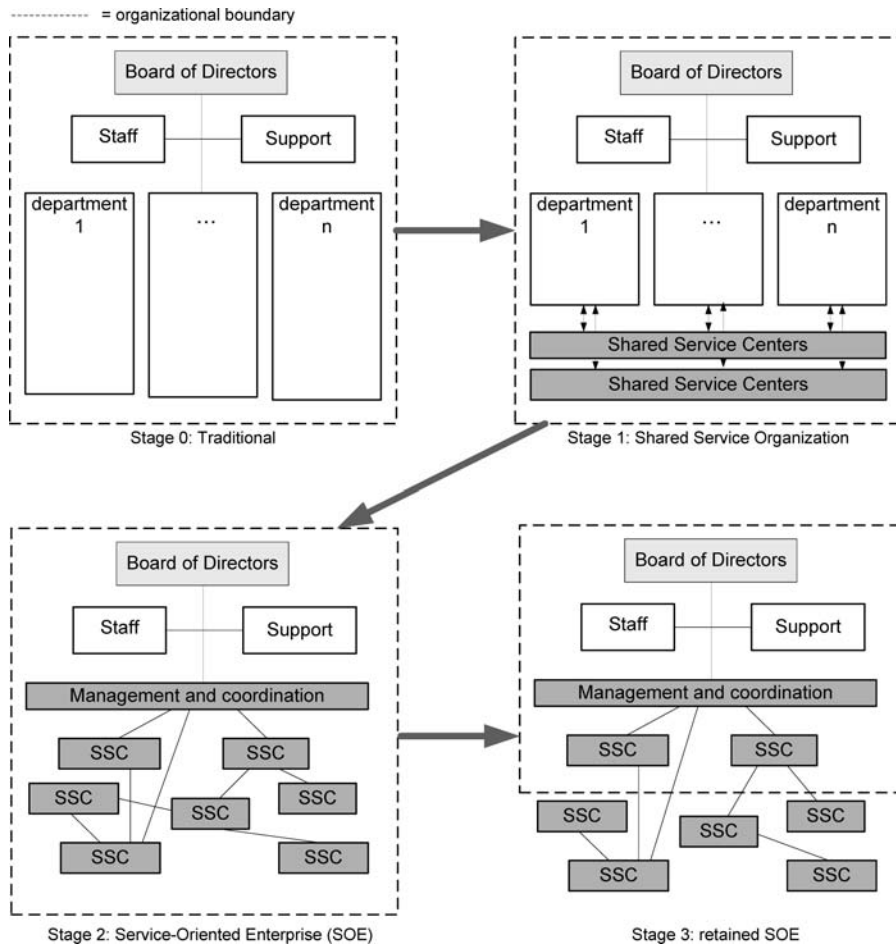 = organizational boundary
Board of Directors
Staff
Support
department
1
...
department
n
Stage 0: Traditional
Board of Directors
Staff
Support
department
1
...
department
n
Shared Service Centers
Shared Service Centers
Stage 1: Shared Service Organization
Board of Directors
Staff
Support
Management and coordination
SSC
SSC
SSC
SSC
SSC
SSC
SSC
Stage 2: Service-Oriented Enterprise (SOE)
Board of Directors
Staff
Support
Management and coordination
SSC
SSC
SSC
SSC
SSC
SSC
SSC
Stage 3: retained SOE